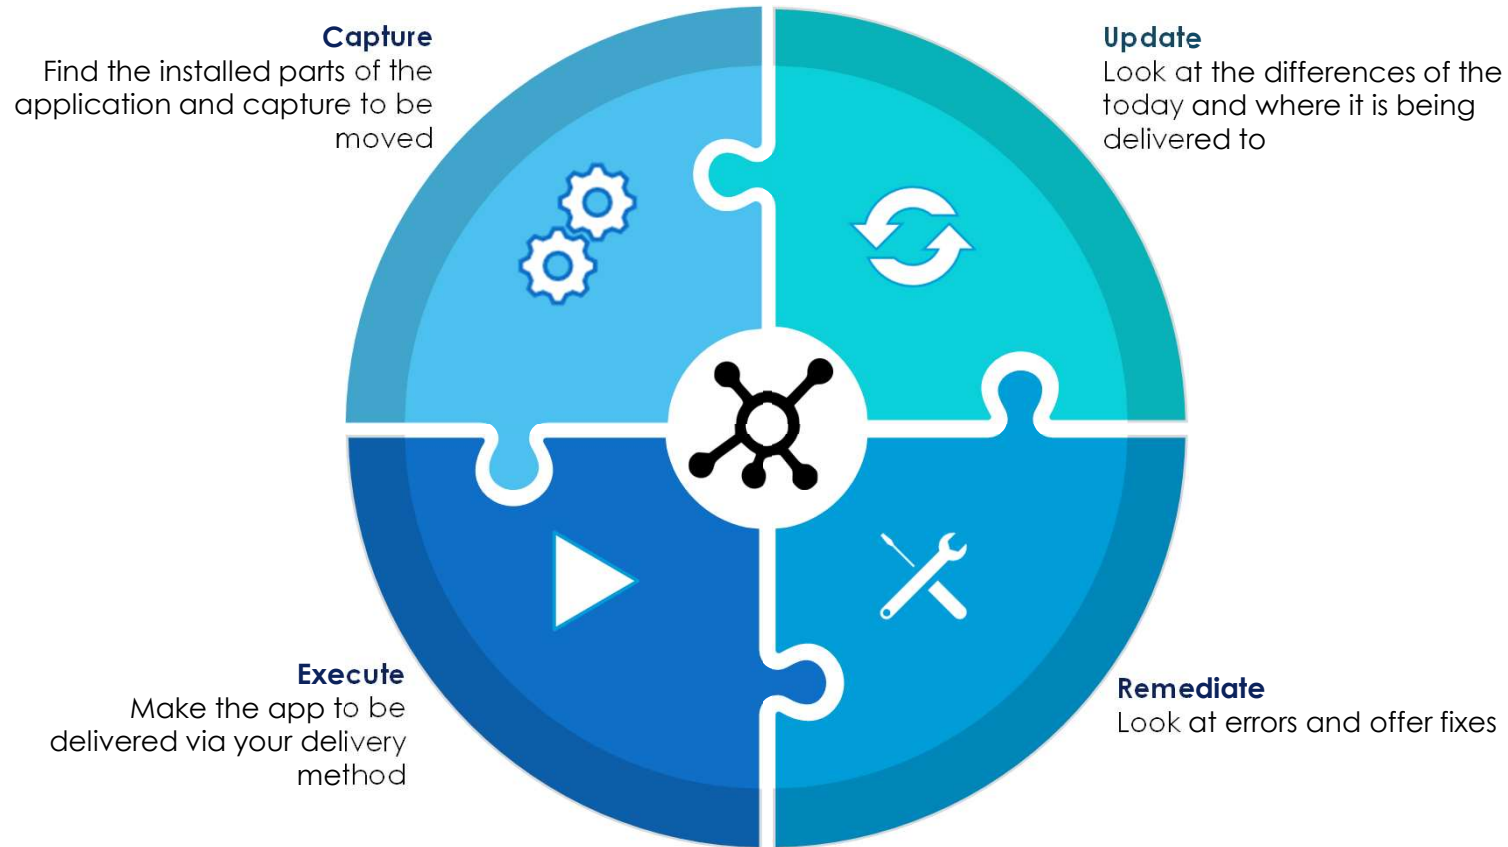 Capture
Find the installed parts of the
application and capture to be
moved
Update
Look at the differences of the
today and where it is being
delivered to
Execute
Make the app to be
delivered via your delivery
method
Remediate
Look at errors and offer fixes